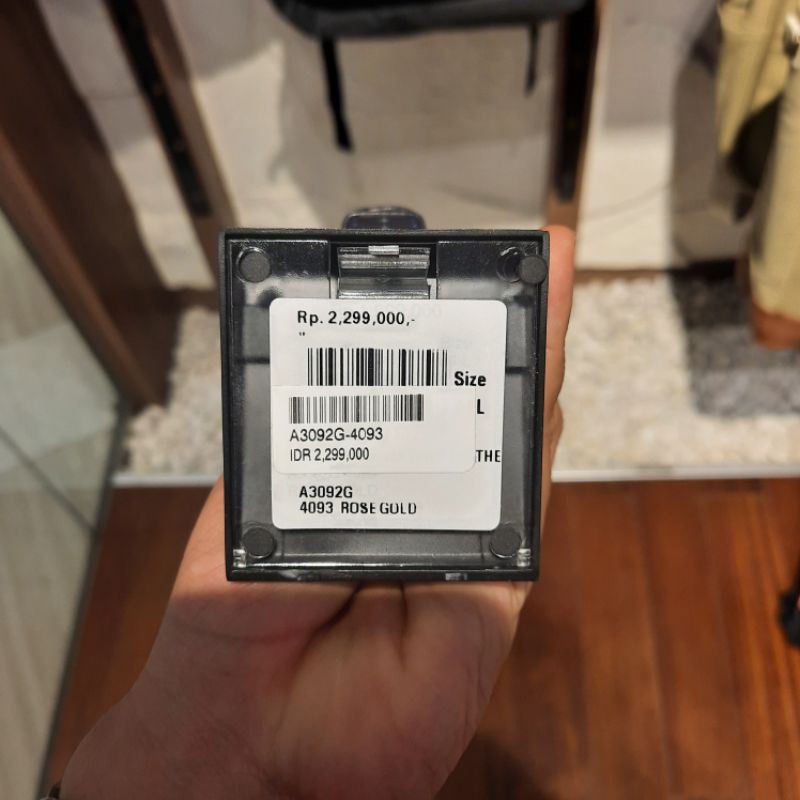 Rp. 2,299,000,-
"
Size
L
A3092G-4093
IDR 2,299,000
THE
A3092G
4093 ROSE GOLD